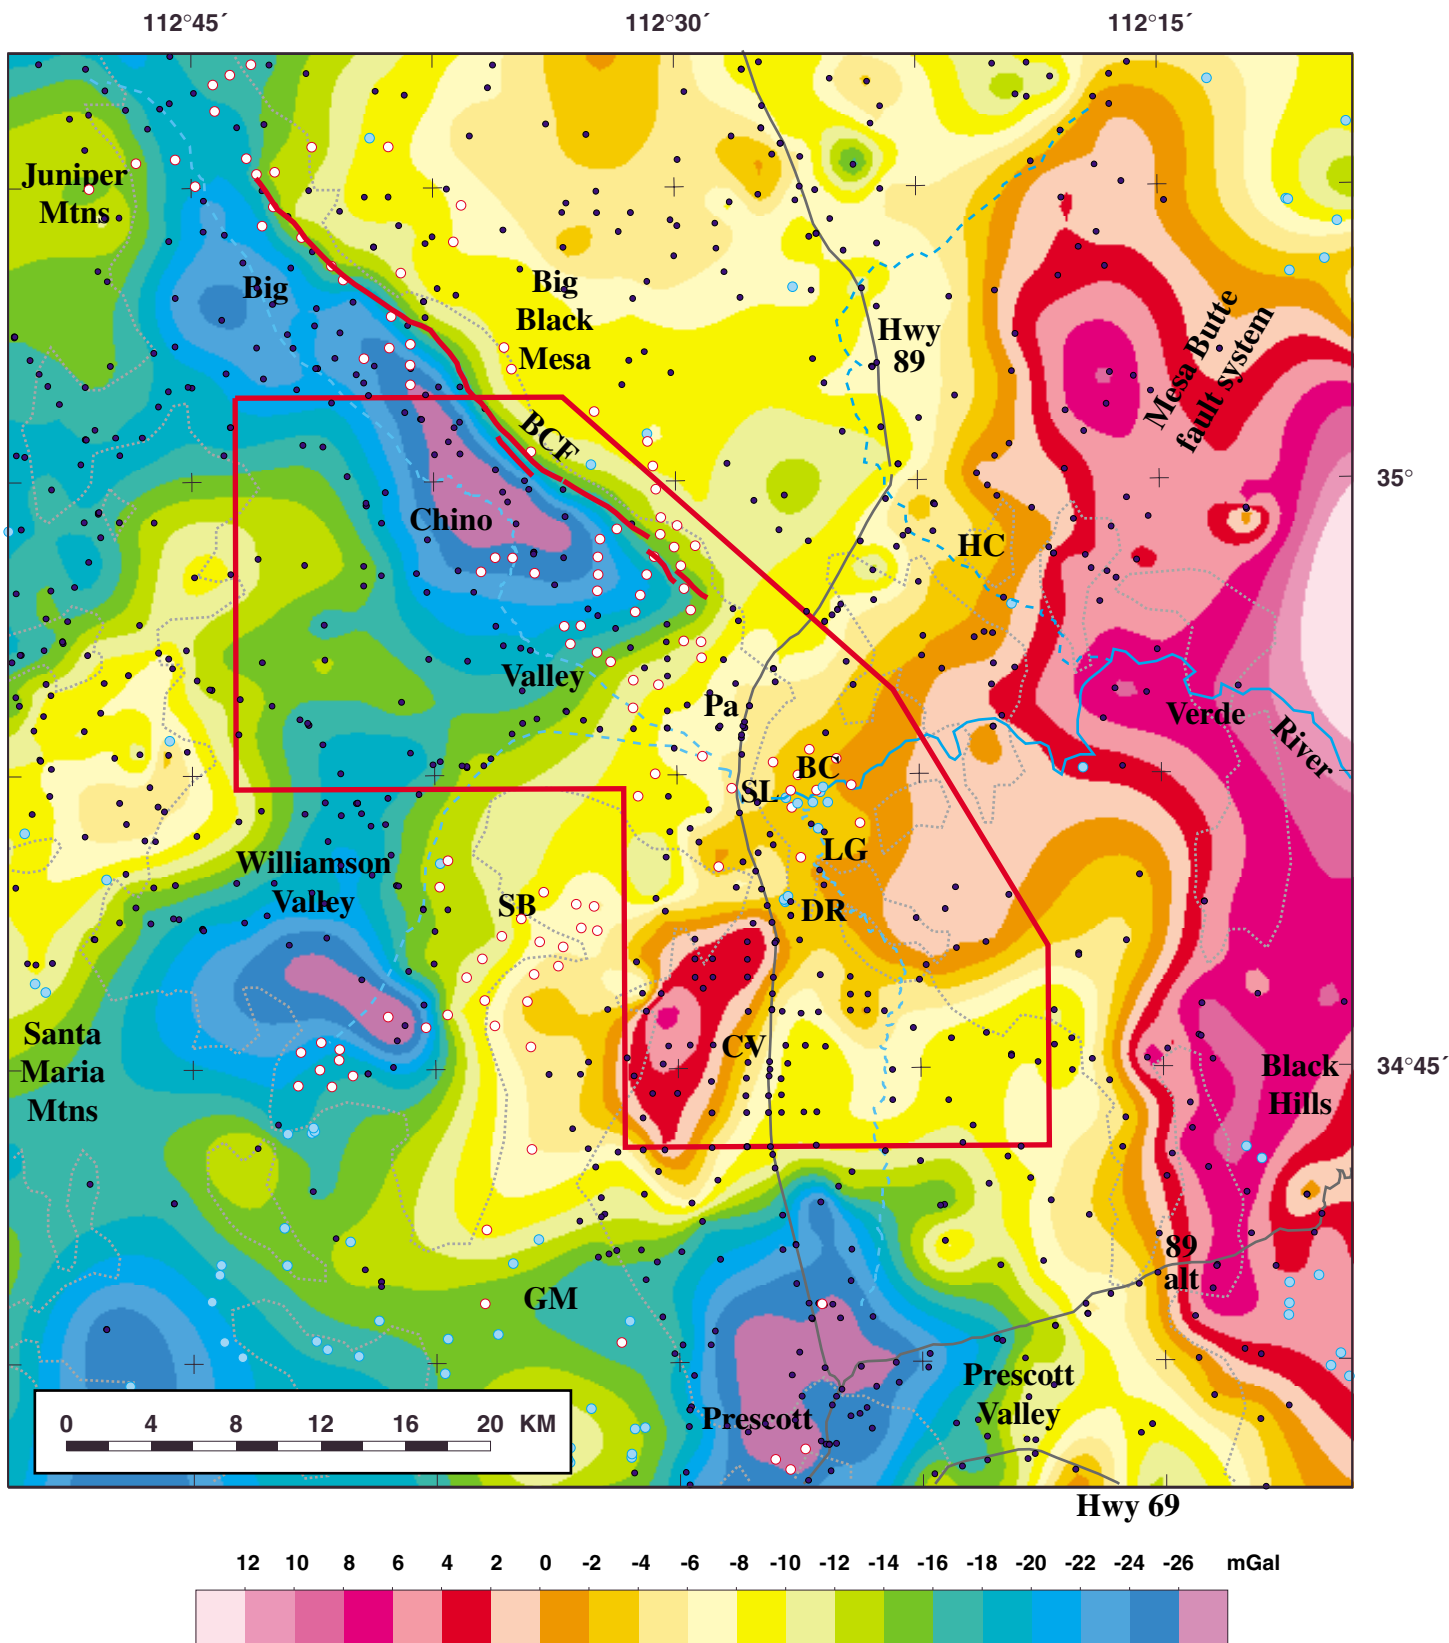 112°45´ 112°30´ 112°15´
Juniper
Mtns
Big
Big
Black
Mesa
Hwy
89
Mesa Butte
fault system
BCF
35°
Chino
HC
Valley
Pa
Verde
River
BC
SL
LG
Williamson
Valley
SB
DR
Santa
Maria
Mtns
CV
Black
Hills
34°45´
89
alt
GM
Prescott
Valley
Prescott
0 4 8 12 16 20 KM
Hwy 69
12 10 8 6 4 2 0 -2 -4 -6 -8 -10 -12 -14 -16 -18 -20 -22 -24 -26 mGal